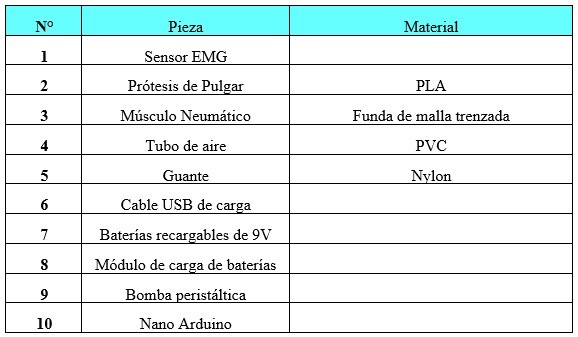 N° Pieza Material
1 Sensor EMG
2 Prótesis de Pulgar PLA
3 Músculo Neumático Funda de malla trenzada
4 Tubo de aire PVC
5 Guante Nylon
6 Cable USB de carga
7 Baterías recargables de 9V
8 Módulo de carga de baterías
9 Bomba peristáltica
10 Nano Arduino